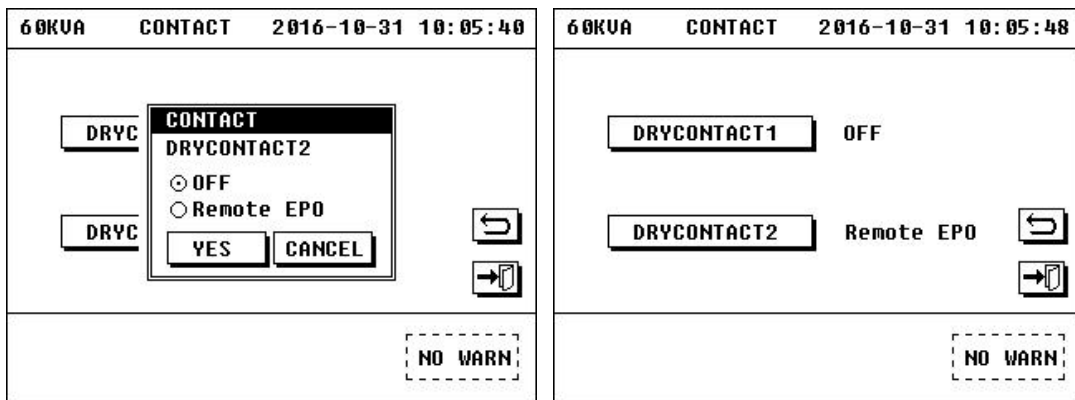 60KVA CONTACT 2016-10-31 10:05:40
DRYC
CONTACT
DRYCONTACT2
OFF
Remote EPO
DRYC
YES CANCEL
NO WARN
60KVA CONTACT 2016-10-31 10:05:48
DRYCONTACT1 OFF
DRYCONTACT2 Remote EPO
NO WARN